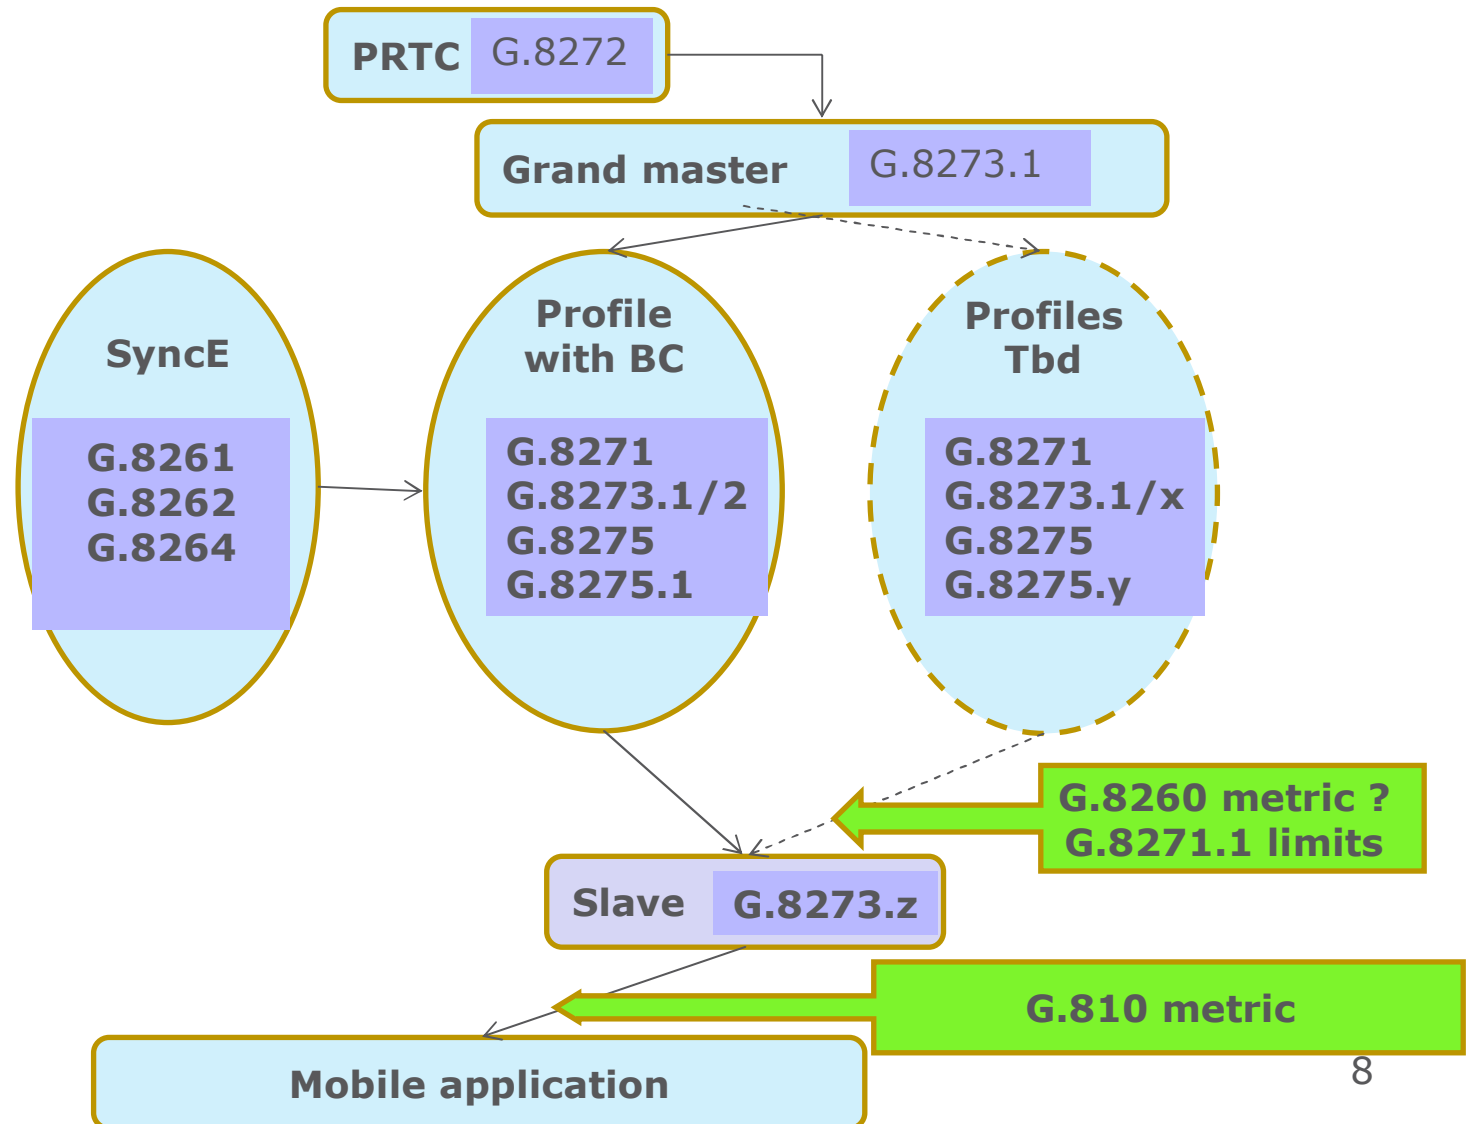 PRTC G.8272
Grand master G.8273.1
SyncE
G.8261
G.8262
G.8264
Profile
with BC
G.8271
G.8273.1/2
G.8275
G.8275.1
Profiles
Tbd
G.8271
G.8273.1/x
G.8275
G.8275.y
G.8260 metric ?
G.8271.1 limits
Slave G.8273.z
G.810 metric
Mobile application
8